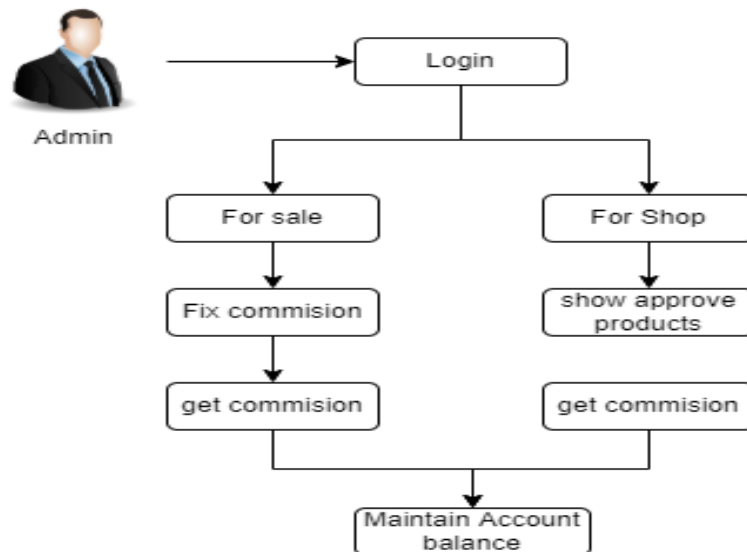 Login
Admin
For sale
For Shop
Fix commision
show approve
products
get commision
get commision
Maintain Account
balance